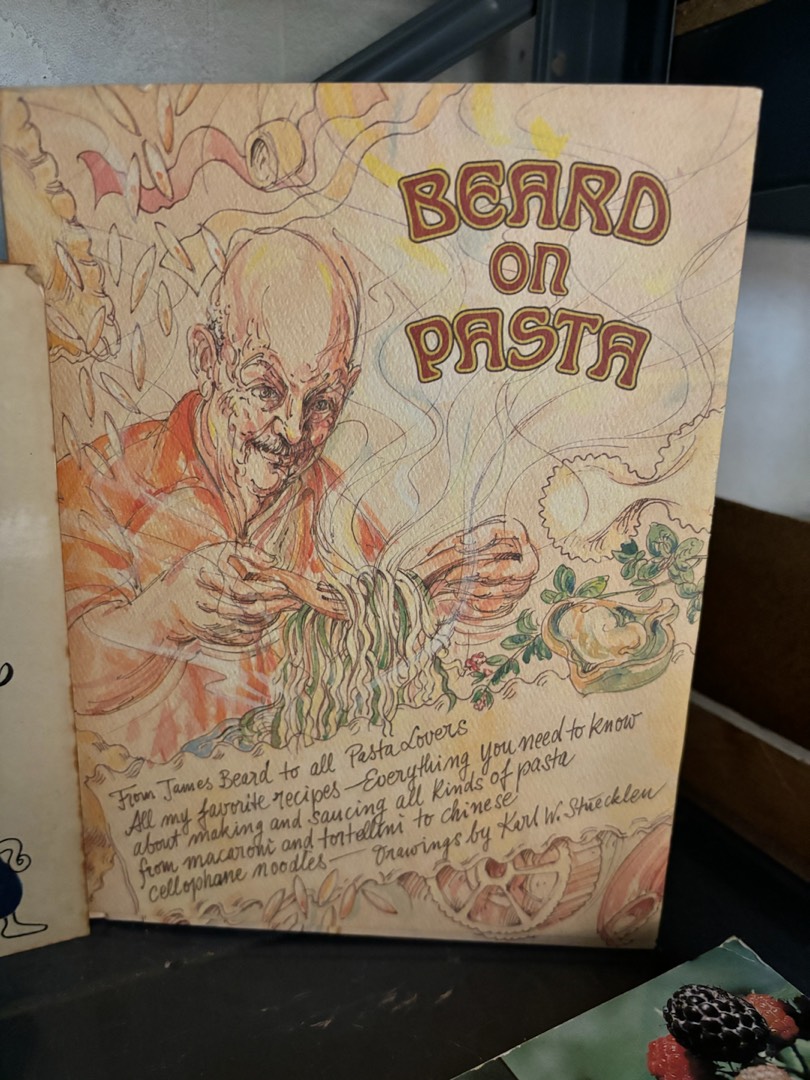 BEARD
on
PASTA
From James Beard to all Pasta Lovers
All my favorite recipes—Everything you need to know
about making and saucing all kinds of pasta
from macaroni and tortellini to chinese
cellophane noodles— Drawings by Karl W. Stuecklen